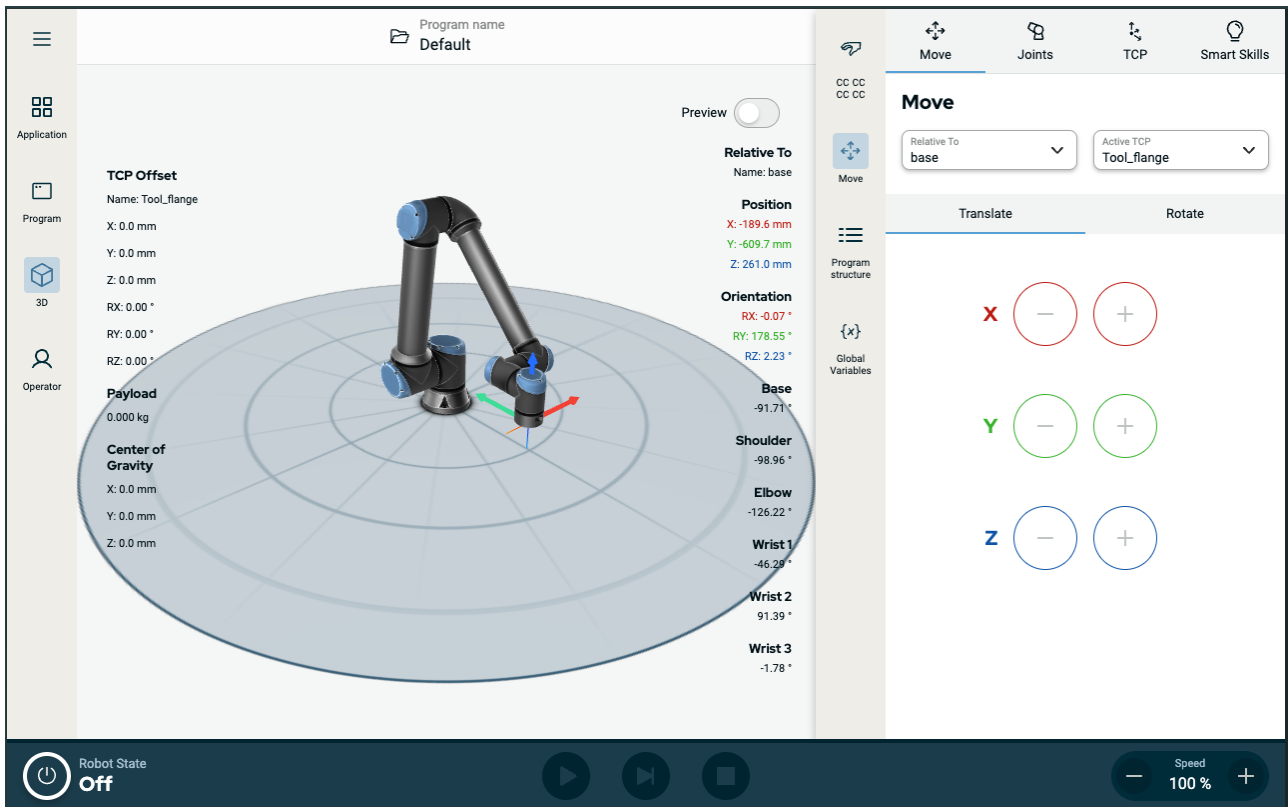 Program name
Default
Application
Program
3D
Operator
Preview
TCP Offset
Name: Tool_flange
X: 0.0 mm
Y: 0.0 mm
Z: 0.0 mm
RX: 0.00 °
RY: 0.00 °
RZ: 0.00 °
Payload
0.000 kg
Center of
Gravity
X: 0.0 mm
Y: 0.0 mm
Z: 0.0 mm
Relative To
Name: base
Position
X: -189.6 mm
Y: -609.7 mm
Z: 261.0 mm
Orientation
RX: -0.07 °
RY: 178.55 °
RZ: 2.23 °
Base
-91.71 °
Shoulder
-98.96 °
Elbow
-126.22 °
Wrist 1
-46.29 °
Wrist 2
91.39 °
Wrist 3
-1.78 °
CC CC
CC CC
Move
Program
structure
{x}
Global
Variables
Move
Joints
TCP
Smart Skills
Move
Relative To
base
Active TCP
Tool_flange
Translate
Rotate
X
Y
Z
Robot State
Off
Speed
100 %